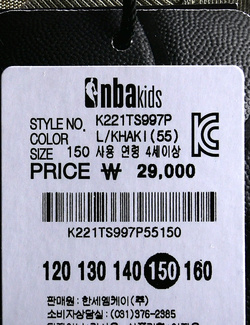 nbakids
STYLE NO. K221TS997P
COLOR L/KHAKI(55)
SIZE 150 사용 연령 4세이상
PRICE ₩ 29,000
K221TS997P55150
120 130 140 150 160
판매원 : 한세엠케이(주)
소비자상담실 : (031)376-2385